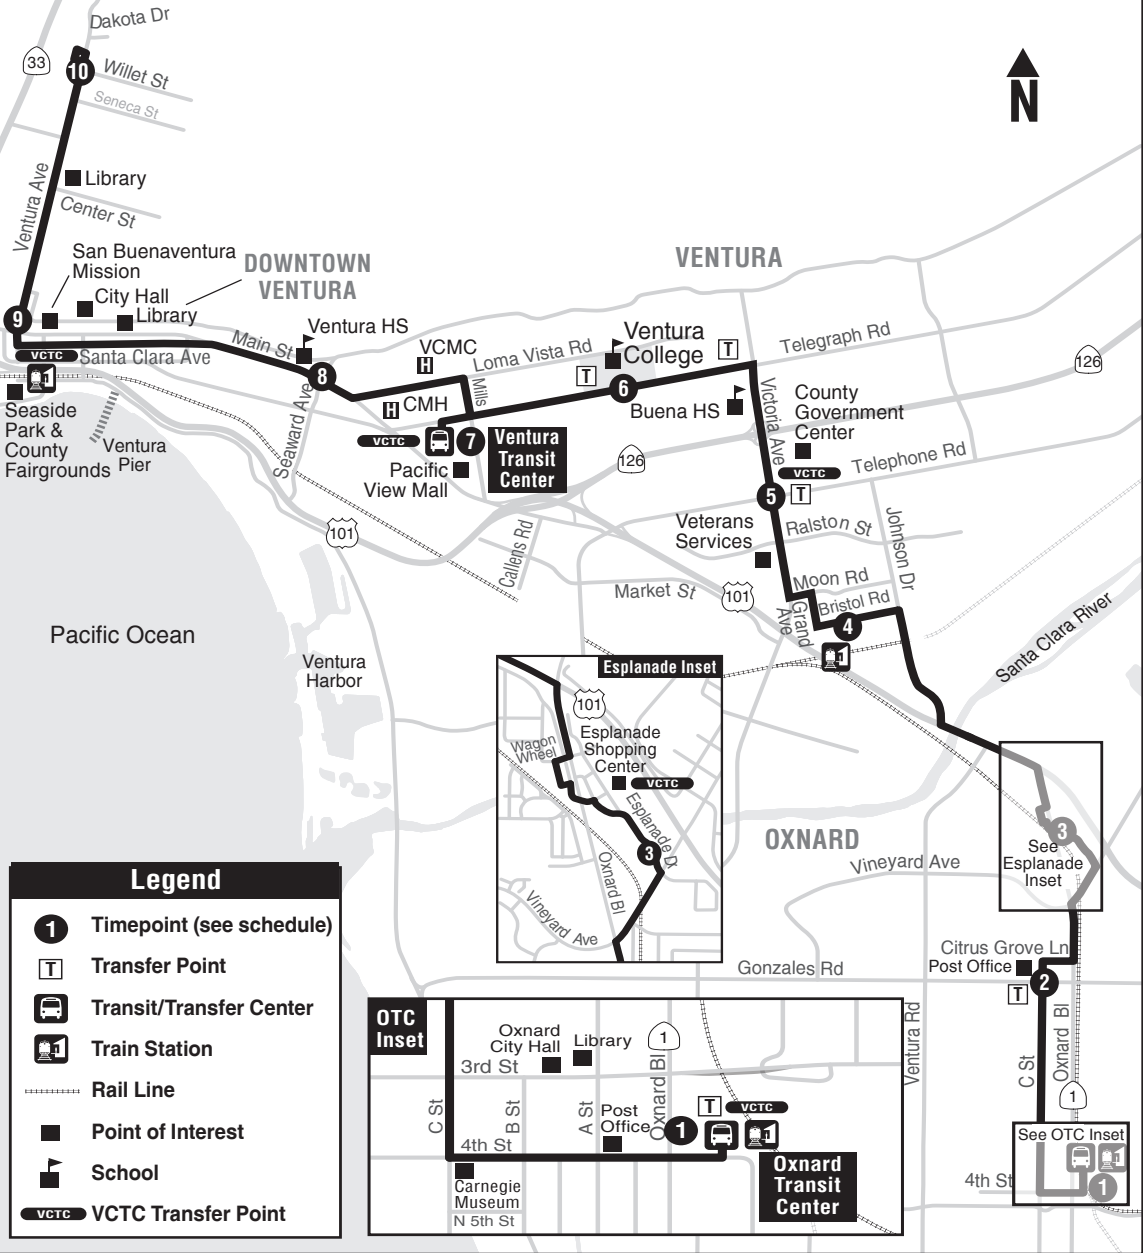 Dakota Dr
33
10
Willet St
Seneca St
N
Ventura Ave
Library
Center St
San Buenaventura
Mission
DOWNTOWN
VENTURA
VENTURA
City Hall
Library
9
VCTC
Santa Clara Ave
Main St
Ventura HS
8
VCMC
H
Loma Vista Rd
Ventura
College
T
T
Telegraph Rd
126
Mills
6
H
CMH
Buena HS
Victoria Ave
County
Government
Center
Seaside
Park &
County
Fairgrounds
Ventura
Pier
Seaward Ave
VCTC
7
Ventura
Transit
Center
126
Pacific
View Mall
VCTC
Telephone Rd
5
T
101
Callens Rd
Veterans
Services
Ralston St
Johnson Dr
Market St
101
Moon Rd
Bristol Rd
Grand
Ave
4
Santa Clara River
Pacific Ocean
Ventura
Harbor
Esplanade Inset
101
Esplanade
Shopping
Center
VCTC
Wagon
Wheel
Esplanade D
3
Oxnard Bl
Vineyard Ave
OXNARD
3
See
Esplanade
Inset
Vineyard Ave
Citrus Grove Ln
Post Office
Gonzales Rd
2
T
Ventura Rd
C St
Oxnard Bl
1
See OTC Inset
4th St
1
OTC
Inset
Oxnard
City Hall
Library
1
3rd St
C St
B St
A St
Oxnard Bl
Post
Office
1
T
VCTC
4th St
Carnegie
Museum
N 5th St
Oxnard
Transit
Center
Legend
1
Timepoint (see schedule)
T
Transfer Point
Transit/Transfer Center
Train Station
Rail Line
Point of Interest
School
VCTC
VCTC Transfer Point